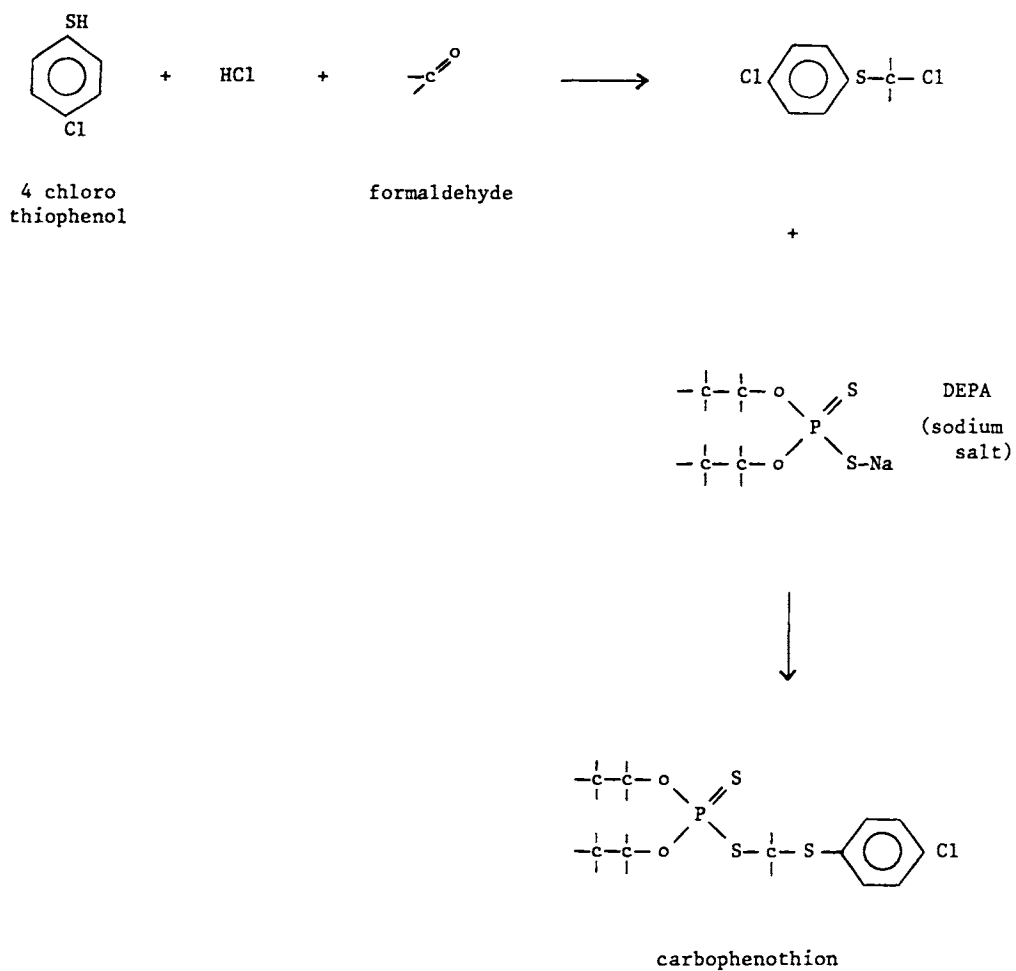 SH
+ HCl + C O
Cl S-C-Cl
Cl
4 chloro
thiophenol
formaldehyde
+
C-C-O S DEPA
P (sodium
C-C-O S-Na salt)
C-C-O S
P
C-C-O S-C-S Cl
carbophenothion